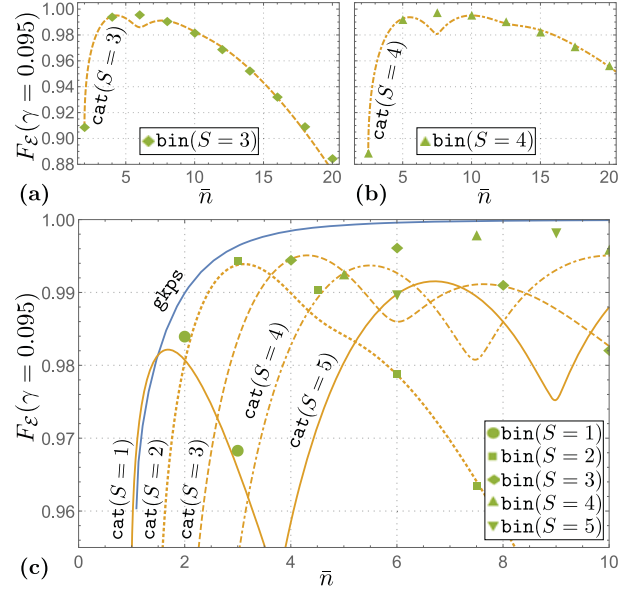 F_ℰ(γ = 0.095)
1.00
0.98
0.96
0.94
0.92
0.90
0.88
cat(S = 3)
bin(S = 3)
5 10 15 20
(a) n̄
cat(S = 4)
bin(S = 4)
5 10 15 20
(b) n̄
F_ℰ(γ = 0.095)
1.00
0.99
0.98
0.97
0.96
gkps
cat(S = 1)
cat(S = 2)
cat(S = 3)
cat(S = 4)
cat(S = 5)
bin(S = 1)
bin(S = 2)
bin(S = 3)
bin(S = 4)
bin(S = 5)
0 2 4 6 8 10
(c) n̄